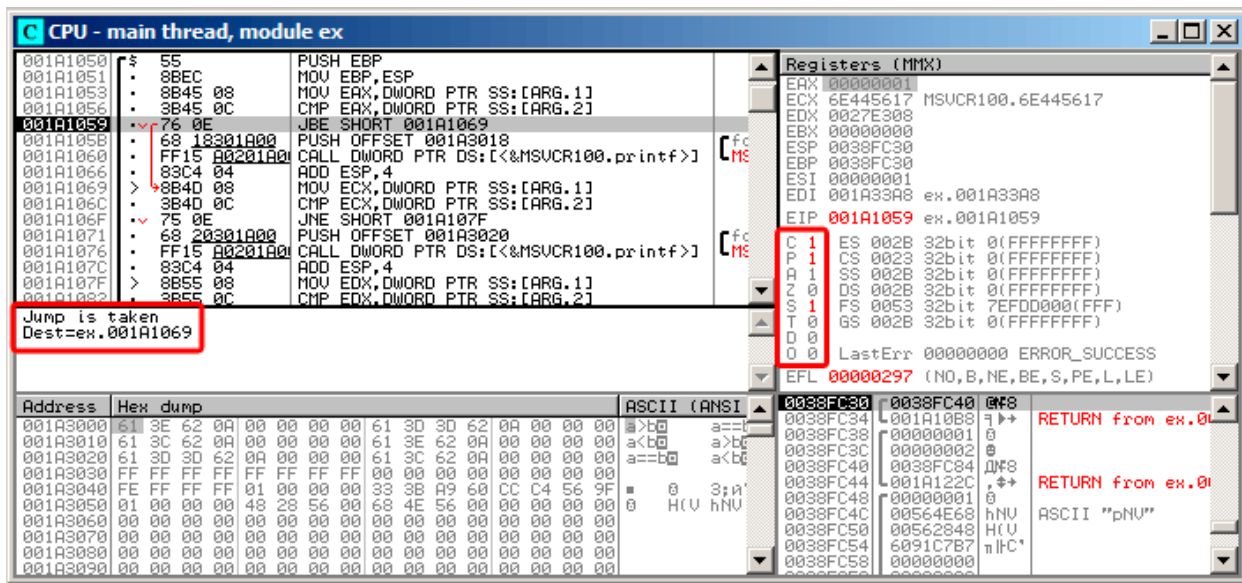 CPU - main thread, module ex
001A1050 $ 55 PUSH EBP
001A1051 . 8BEC MOV EBP,ESP
001A1053 . 8B45 08 MOV EAX,DWORD PTR SS:[ARG.1]
001A1056 . 3B45 0C CMP EAX,DWORD PTR SS:[ARG.2]
001A1059 . 76 0E JBE SHORT 001A1069
001A105B . 68 18301A00 PUSH OFFSET 001A3018
001A1060 . FF15 A0201A0 CALL DWORD PTR DS:[<&MSVCR100.printf>]
001A1066 . 83C4 04 ADD ESP,4
001A1069 > 8B4D 08 MOV ECX,DWORD PTR SS:[ARG.1]
001A106C . 3B4D 0C CMP ECX,DWORD PTR SS:[ARG.2]
001A106F . 75 0E JNE SHORT 001A107F
001A1071 . 68 20301A00 PUSH OFFSET 001A3020
001A1076 . FF15 A0201A0 CALL DWORD PTR DS:[<&MSVCR100.printf>]
001A107C . 83C4 04 ADD ESP,4
001A107F > 8B55 08 MOV EDX,DWORD PTR SS:[ARG.1]
001A1082 . 3B55 0C CMP EDX,DWORD PTR SS:[ARG.2]
Jump is taken
Dest=ex.001A1069
Registers (MMX)
EAX 00000001
ECX 6E445617 MSVCR100.6E445617
EDX 0027E308
EBX 00000000
ESP 0038FC30
EBP 0038FC30
ESI 00000001
EDI 001A33A8 ex.001A33A8
EIP 001A1059 ex.001A1059
C 1 ES 002B 32bit 0(FFFFFFFF)
P 1 CS 0023 32bit 0(FFFFFFFF)
A 1 SS 002B 32bit 0(FFFFFFFF)
Z 0 DS 002B 32bit 0(FFFFFFFF)
S 1 FS 0053 32bit 7EFDD000(FFF)
T 0 GS 002B 32bit 0(FFFFFFFF)
D 0
O 0 LastErr 00000000 ERROR_SUCCESS
EFL 00000297 (NO,B,NE,BE,S,PE,L,LE)
Address Hex dump ASCII (ANSI
001A3000 61 3E 62 0A 00 00 00 00 61 3D 3D 62 0A 00 00 00 a>b a==b
001A3010 61 3C 62 0A 00 00 00 00 61 3E 62 0A 00 00 00 00 a<b a>b
001A3020 61 3D 3D 62 0A 00 00 00 61 3C 62 0A 00 00 00 00 a==b a<b
001A3030 FF FF FF FF FF FF FF FF 00 00 00 00 00 00 00 00
001A3040 FE FF FF FF 01 00 00 00 33 3B A9 60 CC C4 56 9F
001A3050 01 00 00 00 48 28 56 00 68 4E 56 00 00 00 00 00 H(V hNV
001A3060 00 00 00 00 00 00 00 00 00 00 00 00 00 00 00 00
001A3070 00 00 00 00 00 00 00 00 00 00 00 00 00 00 00 00
001A3080 00 00 00 00 00 00 00 00 00 00 00 00 00 00 00 00
001A3090 00 00 00 00 00 00 00 00 00 00 00 00 00 00 00 00
0038FC30 0038FC40
0038FC34 001A10B8 RETURN from ex.0
0038FC38 00000001
0038FC3C 00000002
0038FC40 0038FC84
0038FC44 001A122C RETURN from ex.0
0038FC48 00000001
0038FC4C 00564E68 hNV ASCII "pNV"
0038FC50 00562848 H(V
0038FC54 6091C7B7
0038FC58 00000000